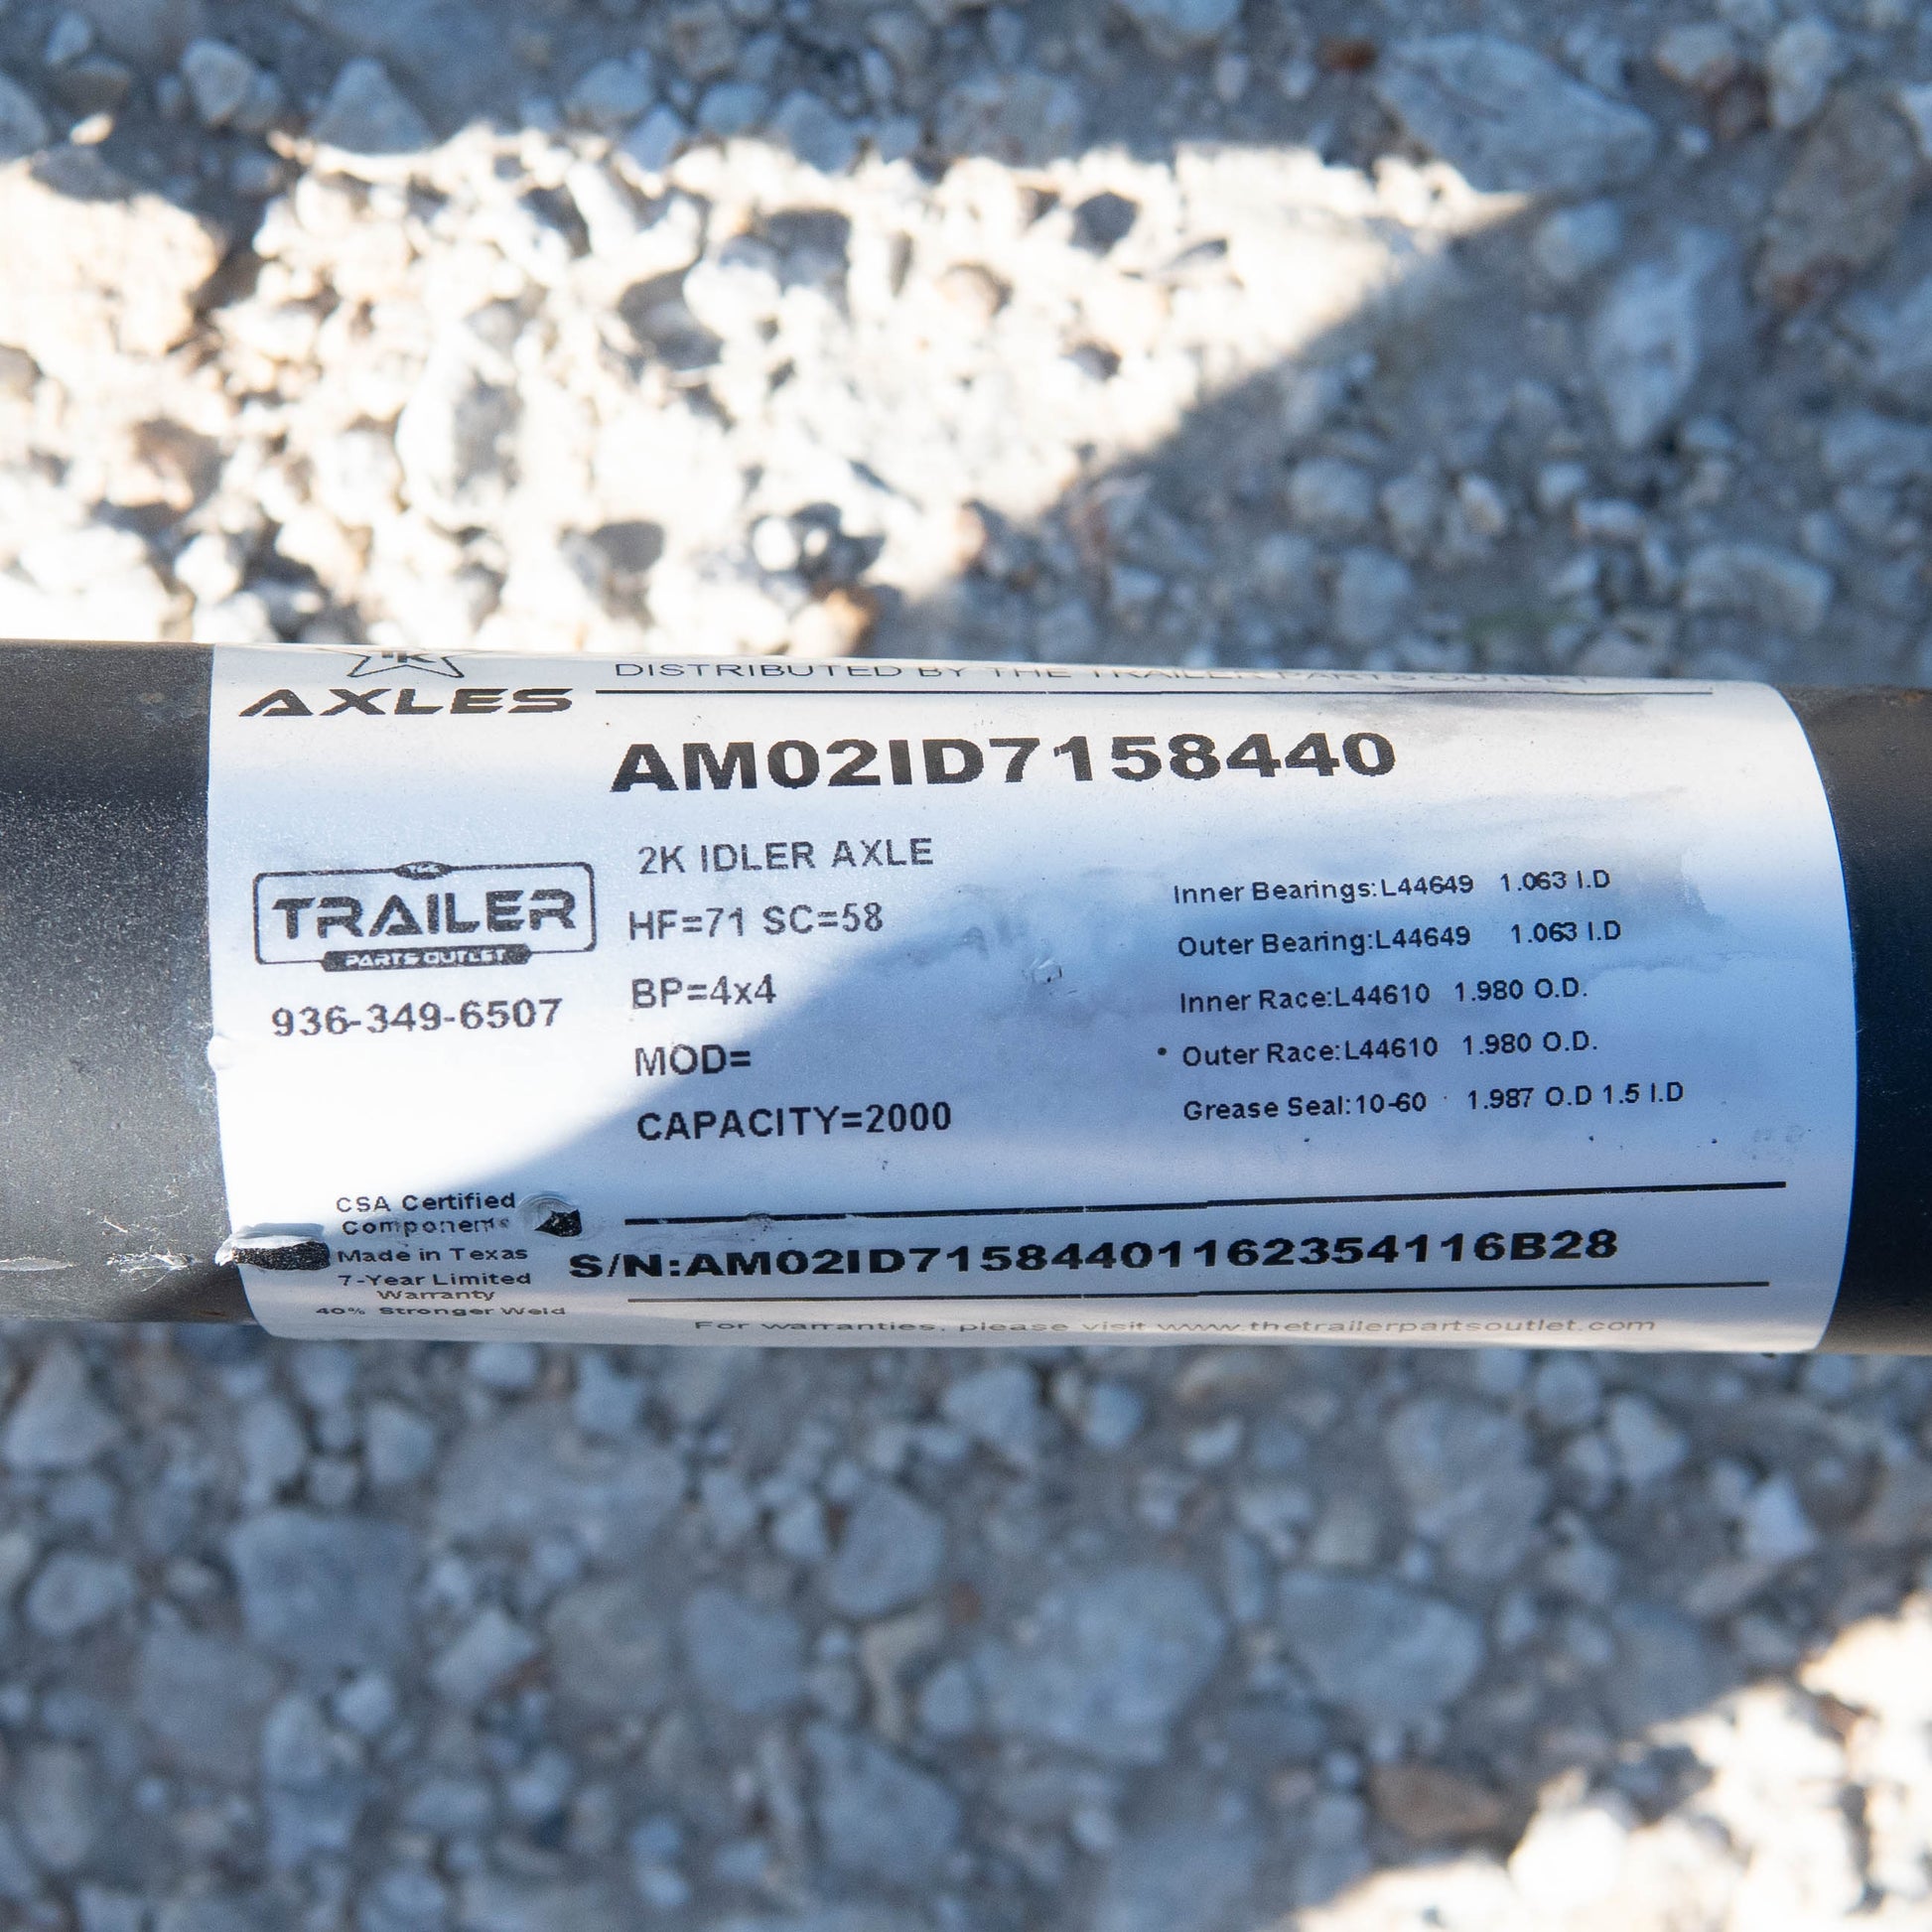 TK
AXLES
DISTRIBUTED BY THE TRAILER PARTS OUTLET
AM02ID7158440
TRAILER
PARTS OUTLET
936-349-6507
2K IDLER AXLE
HF=71 SC=58
BP=4x4
MOD=
CAPACITY=2000
Inner Bearings:L44649 1.063 I.D
Outer Bearing:L44649 1.063 I.D
Inner Race:L44610 1.980 O.D.
Outer Race:L44610 1.980 O.D.
Grease Seal:10-60 1.987 O.D 1.5 I.D
CSA Certified
Components
Made in Texas
7-Year Limited
Warranty
40% Stronger Weld
S/N:AM02ID71584401162354116B28
For warranties, please visit www.thetrailerpartsoutlet.com